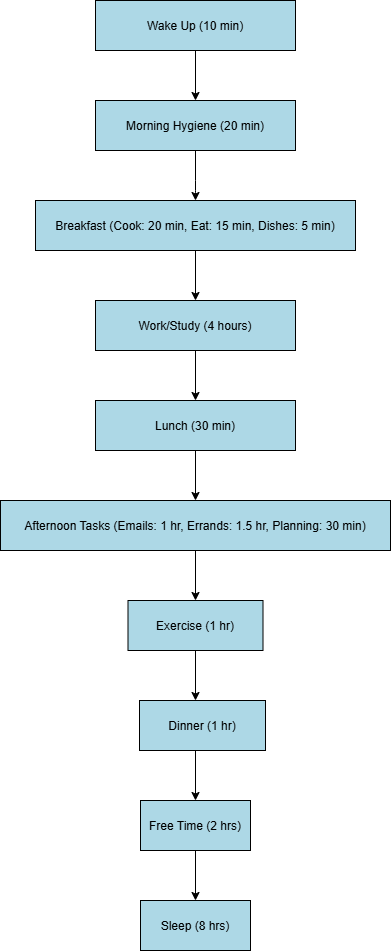 Wake Up (10 min)
Morning Hygiene (20 min)
Breakfast (Cook: 20 min, Eat: 15 min, Dishes: 5 min)
Work/Study (4 hours)
Lunch (30 min)
Afternoon Tasks (Emails: 1 hr, Errands: 1.5 hr, Planning: 30 min)
Exercise (1 hr)
Dinner (1 hr)
Free Time (2 hrs)
Sleep (8 hrs)